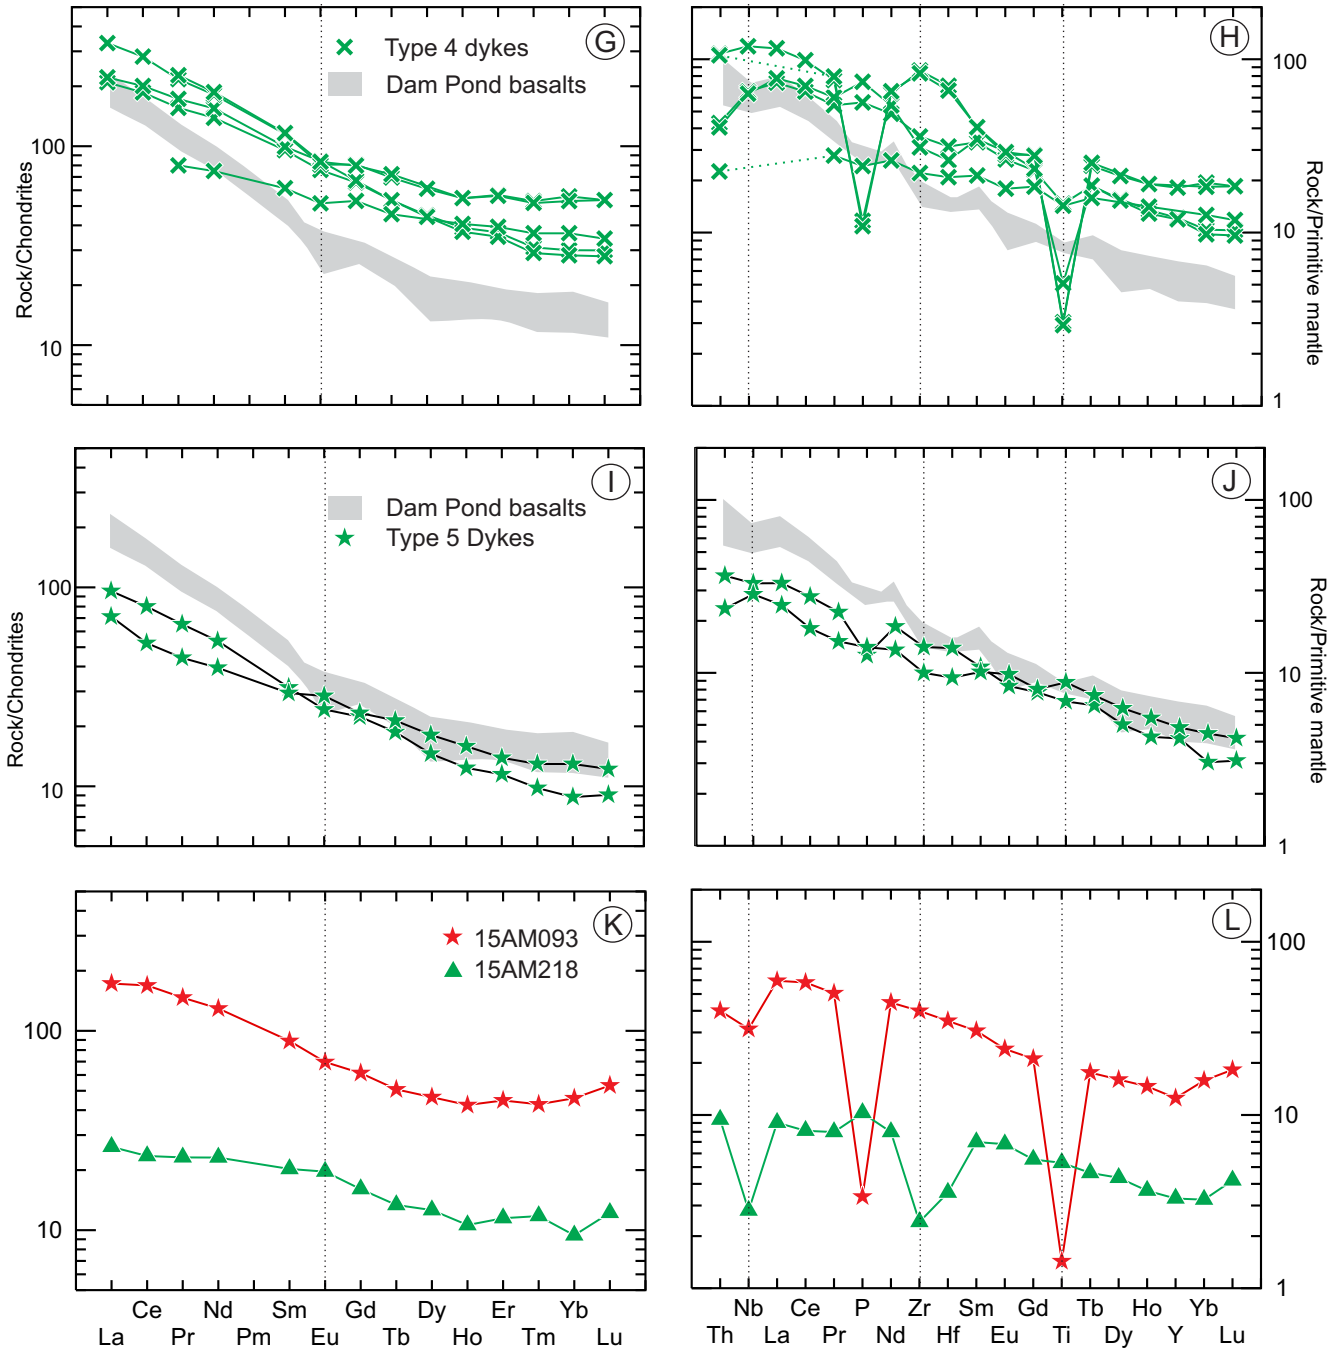 G
Type 4 dykes
Dam Pond basalts
100
10
Rock/Chondrites
H
100
10
1
Rock/Primitive mantle
I
Dam Pond basalts
Type 5 Dykes
100
10
Rock/Chondrites
J
100
10
1
Rock/Primitive mantle
K
15AM093
15AM218
100
10
Ce Nd Sm Gd Dy Er Yb
La Pr Pm Eu Tb Ho Tm Lu
L
100
10
1
Nb Ce P Zr Sm Gd Tb Ho Yb
Th La Pr Nd Hf Eu Ti Dy Y Lu